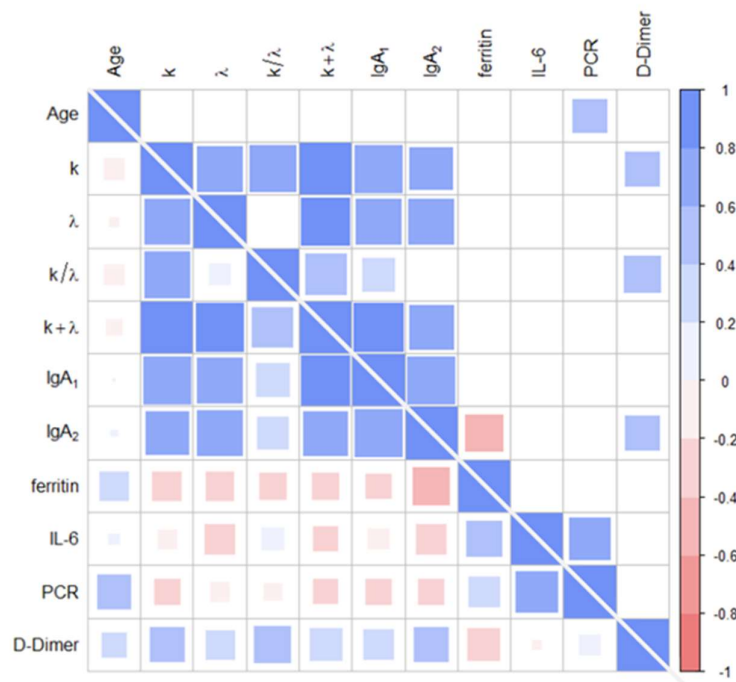 Age k λ k/λ k+λ IgA₁ IgA₂ ferritin IL-6 PCR D-Dimer
Age
k
λ
k/λ
k+λ
IgA₁
IgA₂
ferritin
IL-6
PCR
D-Dimer
1
0.8
0.6
0.4
0.2
0
-0.2
-0.4
-0.6
-0.8
-1